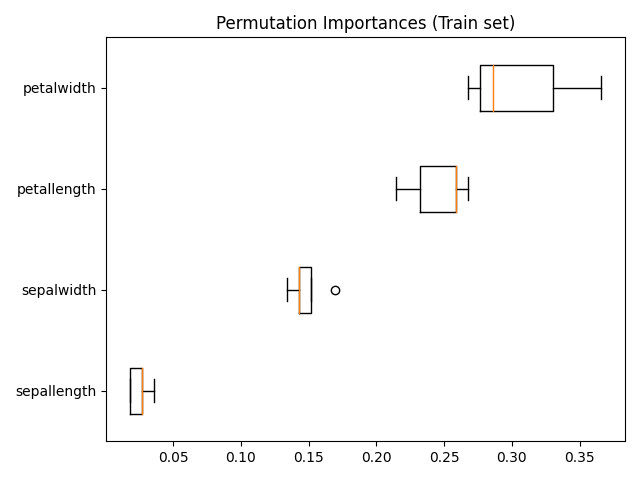 Permutation Importances (Train set)
petalwidth
petallength
sepalwidth
sepallength
0.05 0.10 0.15 0.20 0.25 0.30 0.35